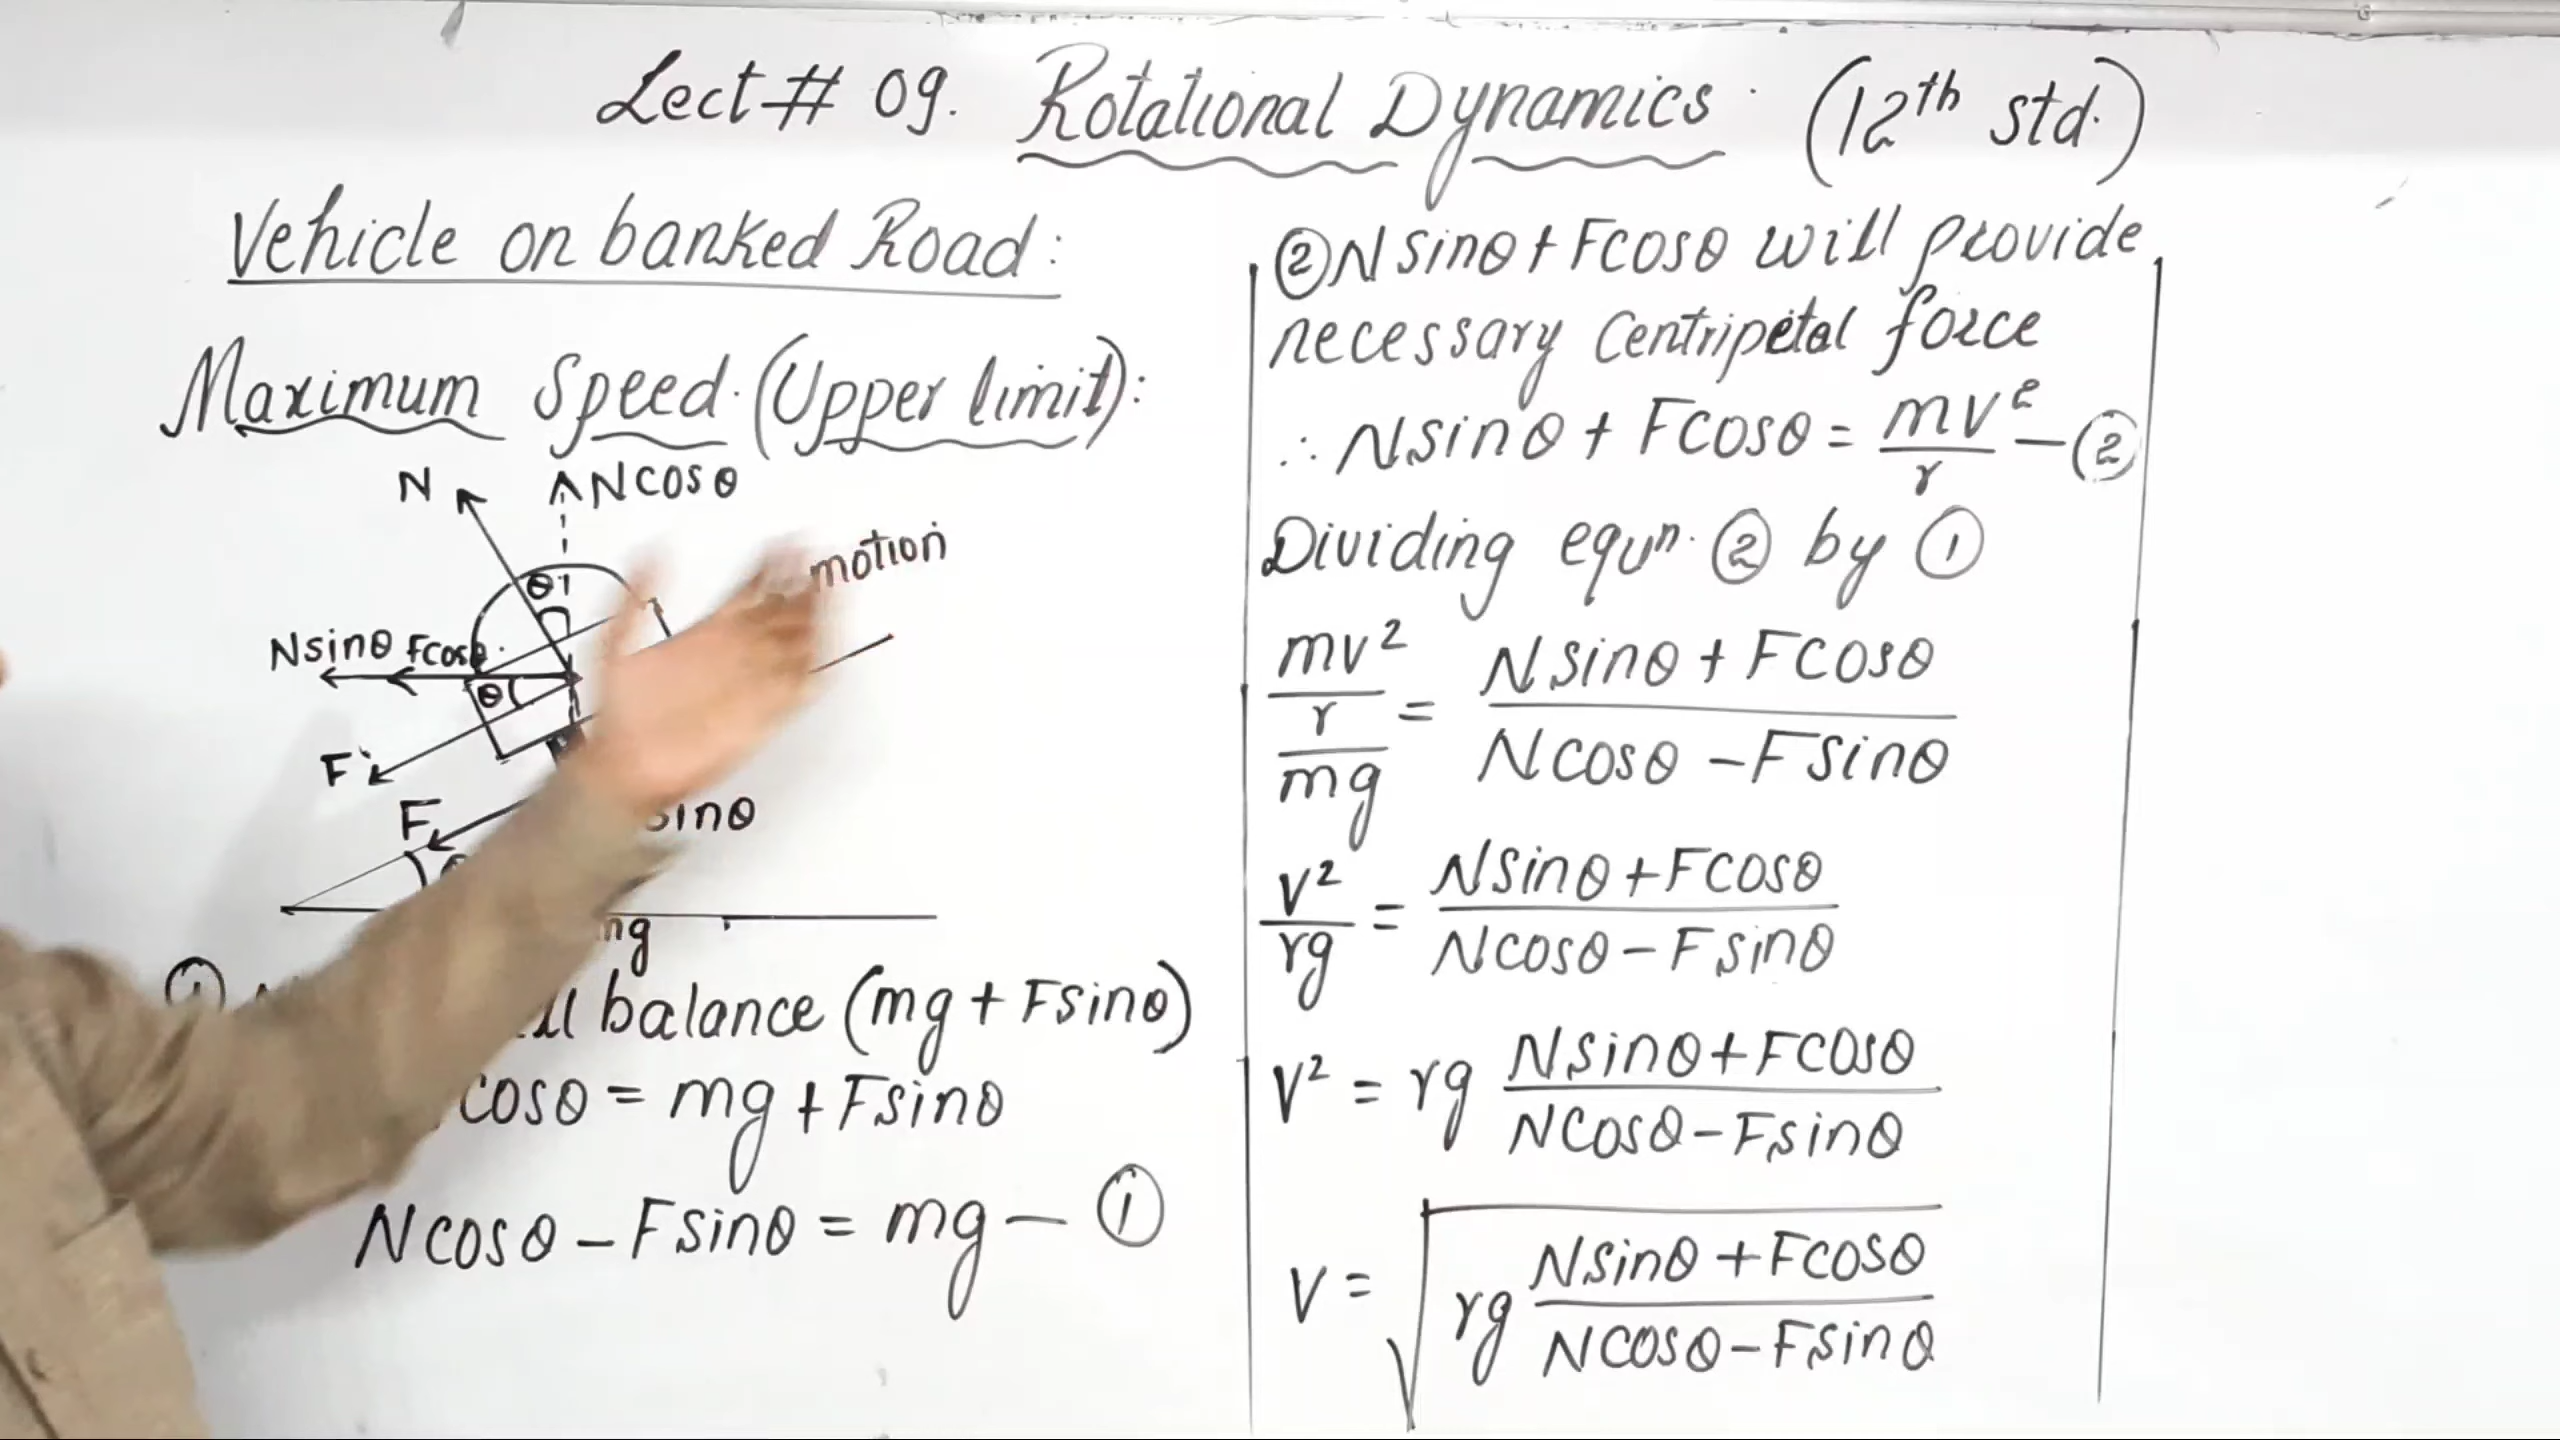 Lect # 09. Rotational Dynamics. (12th std.)
Vehicle on banked Road:
Maximum Speed. (Upper limit):
N
Ncosθ
motion
θ
Nsinθ Fcosθ
θ
F
F
sinθ
mg
① balance (mg + Fsinθ)
cosθ = mg + Fsinθ
Ncosθ - Fsinθ = mg — ①
② Nsinθ + Fcosθ will provide
necessary Centripetal force
∴ Nsinθ + Fcosθ = mv²/r — ②
Dividing equn. ② by ①
(mv²/r)/mg = (Nsinθ + Fcosθ)/(Ncosθ - Fsinθ)
v²/rg = (Nsinθ + Fcosθ)/(Ncosθ - Fsinθ)
v² = rg (Nsinθ + Fcosθ)/(Ncosθ - Fsinθ)
v = √(rg (Nsinθ + Fcosθ)/(Ncosθ - Fsinθ))